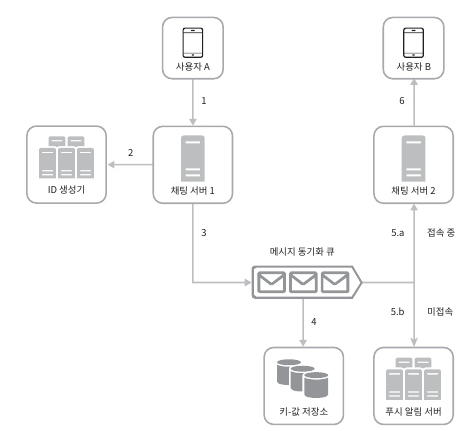 사용자 A
사용자 B
1
6
2
ID 생성기
채팅 서버 1
채팅 서버 2
3
5.a 접속 중
메시지 동기화 큐
5.b 미접속
4
키-값 저장소
푸시 알림 서버